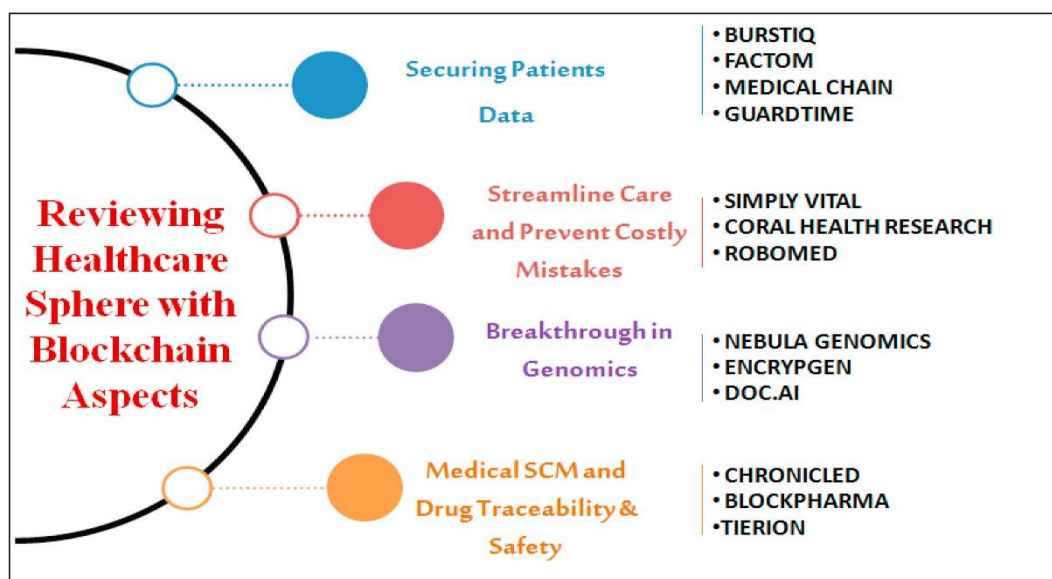 Reviewing
Healthcare
Sphere with
Blockchain
Aspects
Securing Patients
Data
• BURSTIQ
• FACTOM
• MEDICAL CHAIN
• GUARDTIME
Streamline Care
and Prevent Costly
Mistakes
• SIMPLY VITAL
• CORAL HEALTH RESEARCH
• ROBOMED
Breakthrough in
Genomics
• NEBULA GENOMICS
• ENCRYPGEN
• DOC.AI
Medical SCM and
Drug Traceability &
Safety
• CHRONICLED
• BLOCKPHARMA
•TIERION